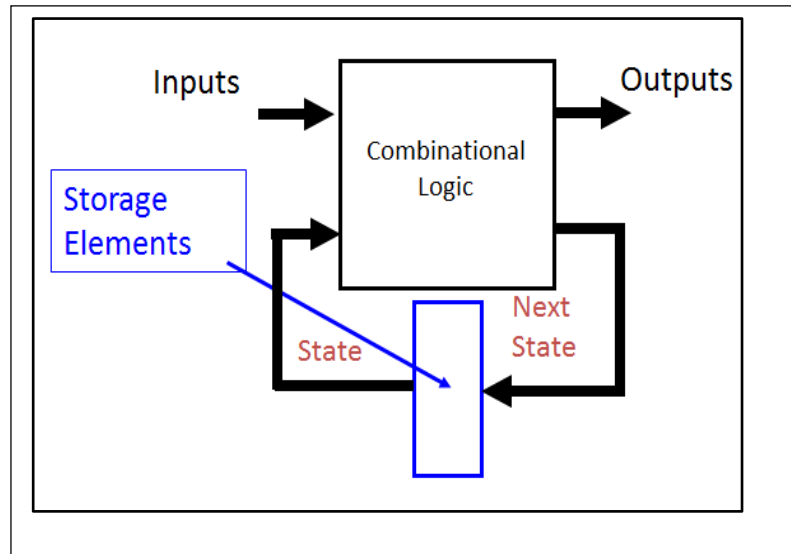 Inputs
Outputs
Combinational
Logic
Storage
Elements
Next
State
State